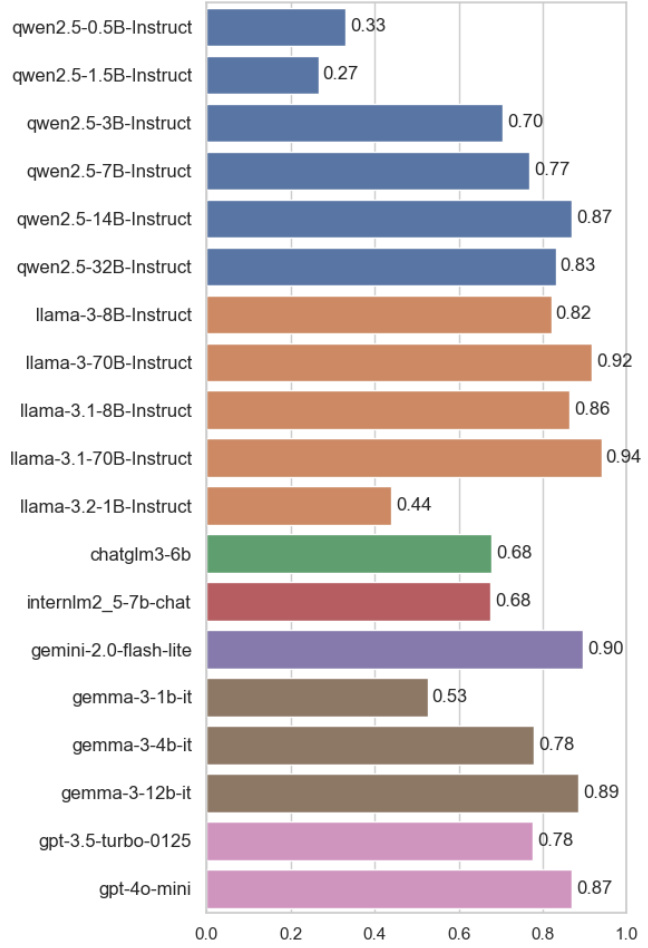 qwen2.5-0.5B-Instruct 0.33
qwen2.5-1.5B-Instruct 0.27
qwen2.5-3B-Instruct 0.70
qwen2.5-7B-Instruct 0.77
qwen2.5-14B-Instruct 0.87
qwen2.5-32B-Instruct 0.83
llama-3-8B-Instruct 0.82
llama-3-70B-Instruct 0.92
llama-3.1-8B-Instruct 0.86
llama-3.1-70B-Instruct 0.94
llama-3.2-1B-Instruct 0.44
chatglm3-6b 0.68
internlm2_5-7b-chat 0.68
gemini-2.0-flash-lite 0.90
gemma-3-1b-it 0.53
gemma-3-4b-it 0.78
gemma-3-12b-it 0.89
gpt-3.5-turbo-0125 0.78
gpt-4o-mini 0.87
0.0 0.2 0.4 0.6 0.8 1.0